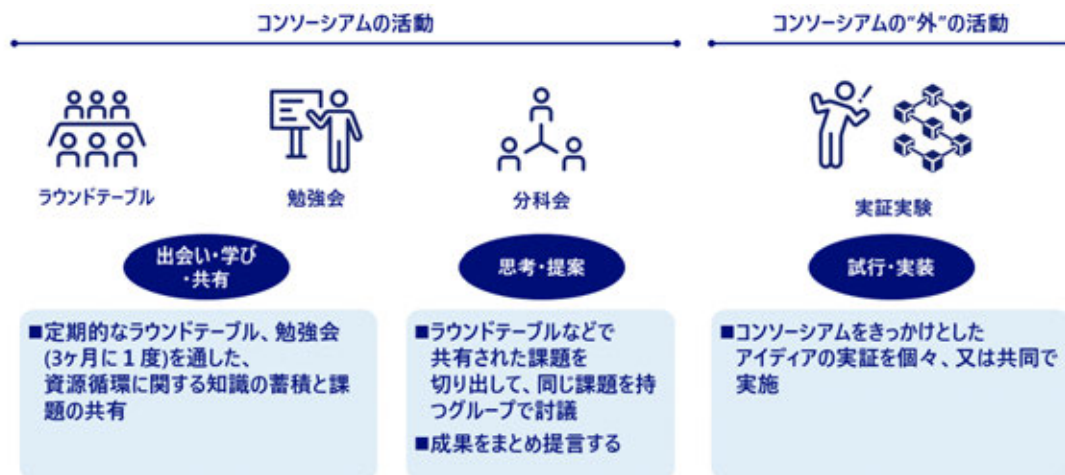 コンソーシアムの活動
コンソーシアムの“外”の活動
ラウンドテーブル
勉強会
分科会
実証実験
出会い・学び
・共有
思考・提案
試行・実装
■定期的なラウンドテーブル、勉強会
(3ヶ月に1度)を通した、
資源循環に関する知識の蓄積と課
題の共有
■ラウンドテーブルなどで
共有された課題を
切り出して、同じ課題を持
つグループで討議
■成果をまとめ提言する
■コンソーシアムをきっかけとした
アイディアの実証を個々、又は共同で
実施